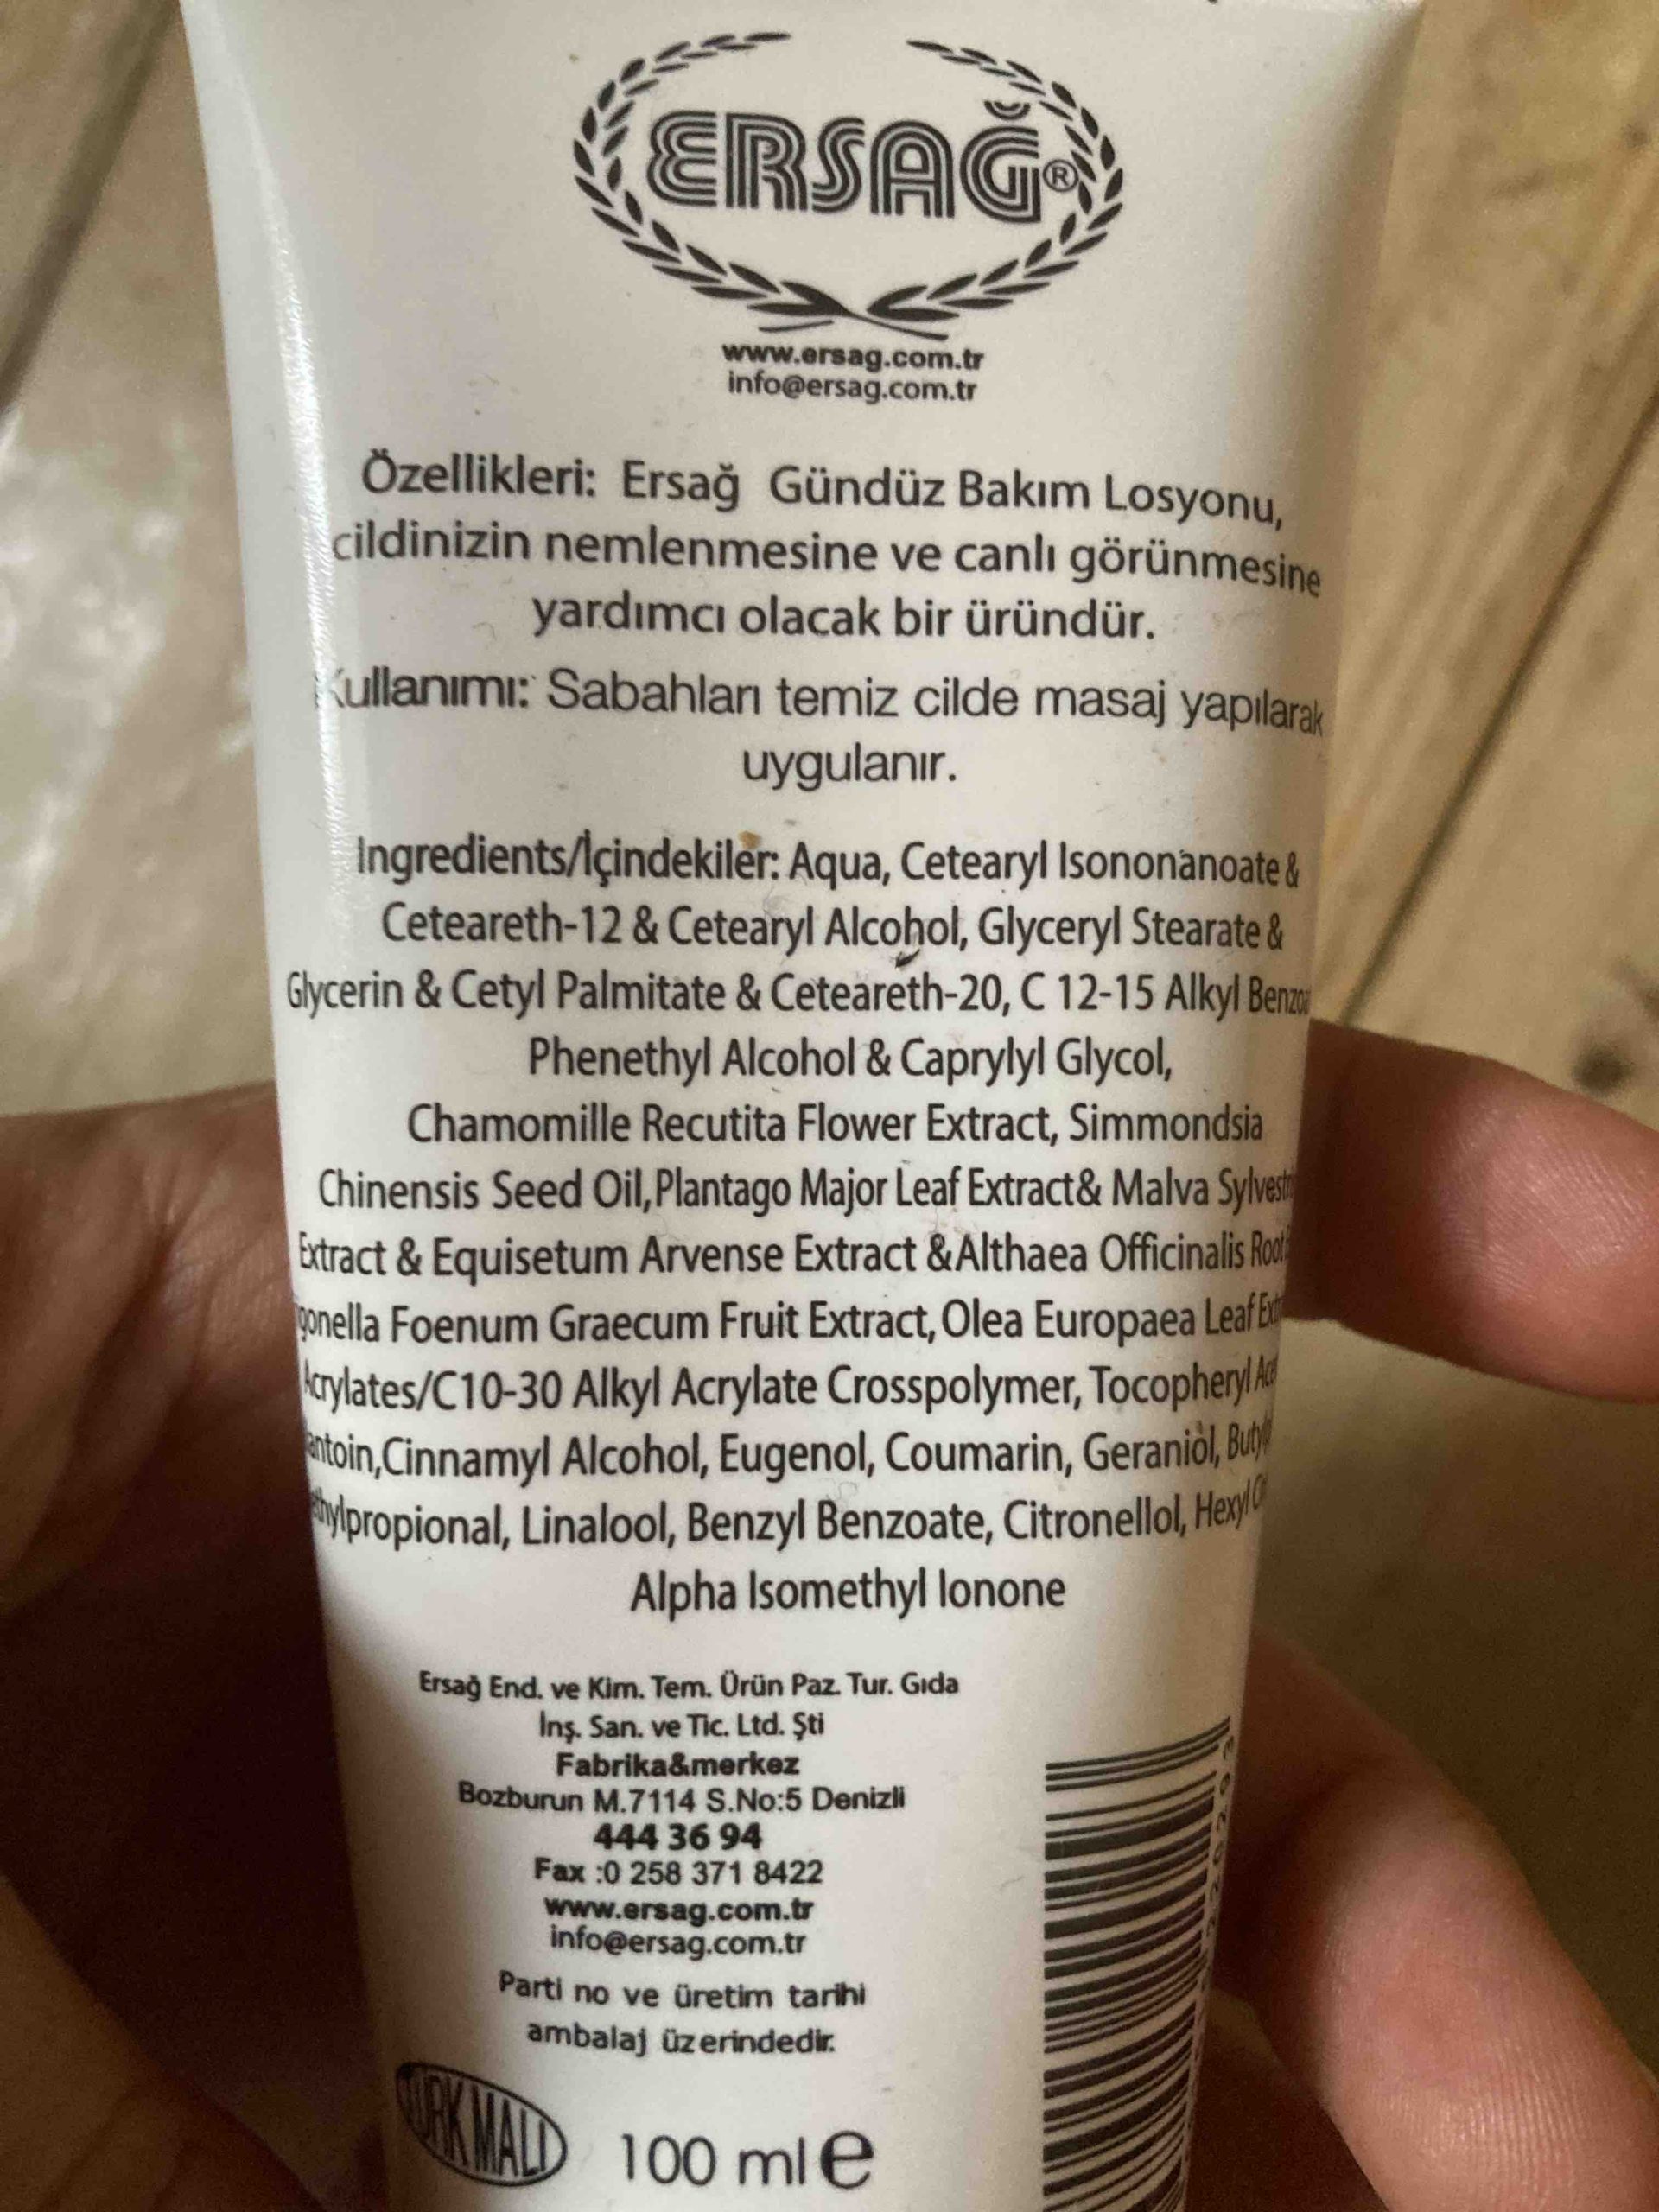 ERSAĞ®
www.ersag.com.tr
info@ersag.com.tr
Özellikleri: Ersağ Gündüz Bakım Losyonu,
cildinizin nemlenmesine ve canlı görünmesine
yardımcı olacak bir üründür.
Kullanımı: Sabahları temiz cilde masaj yapılarak
uygulanır.
Ingredients/İçindekiler: Aqua, Cetearyl Isononanoate &
Ceteareth-12 & Cetearyl Alcohol, Glyceryl Stearate &
Glycerin & Cetyl Palmitate & Ceteareth-20, C 12-15 Alkyl
Phenethyl Alcohol & Caprylyl Glycol,
Chamomille Recutita Flower Extract, Simmondsia
Chinensis Seed Oil,Plantago Major Leaf Extract& Malva
Extract & Equisetum Arvense Extract &Althaea Officinalis Root
Foenum Graecum Fruit Extract, Olea Europaea Leaf
Acrylates/C10-30 Alkyl Acrylate Crosspolymer, Tocopheryl
Cinnamyl Alcohol, Eugenol, Coumarin, Geraniol,
Linalool, Benzyl Benzoate, Citronellol, Hexyl
Alpha Isomethyl Ionone
Ersağ End. ve Kim. Tem. Ürün Paz. Tur. Gıda
İnş. San. ve Tic. Ltd. Şti
Fabrika&merkez
Bozburun M.7114 S.No:5 Denizli
444 36 94
Fax :0 258 371 8422
www.ersag.com.tr
info@ersag.com.tr
Parti no ve üretim tarihi
ambalaj üzerindedir.
TÜRK MALI
100 ml e